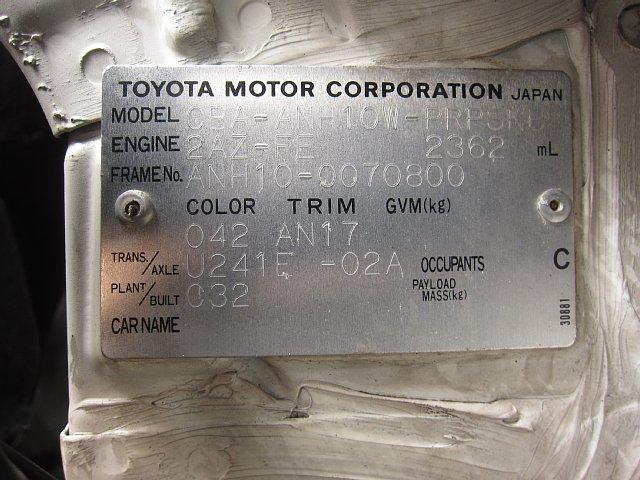 TOYOTA MOTOR CORPORATION JAPAN
MODEL CBA-ANH10W-PRPSK
ENGINE 2AZ-FE 2362 mL
FRAME No. ANH10-0070800
COLOR TRIM GVM(kg)
042 AN17
TRANS./AXLE U241E -02A OCCUPANTS C
PLANT/BUILT C32 PAYLOAD MASS(kg)
CAR NAME
30881